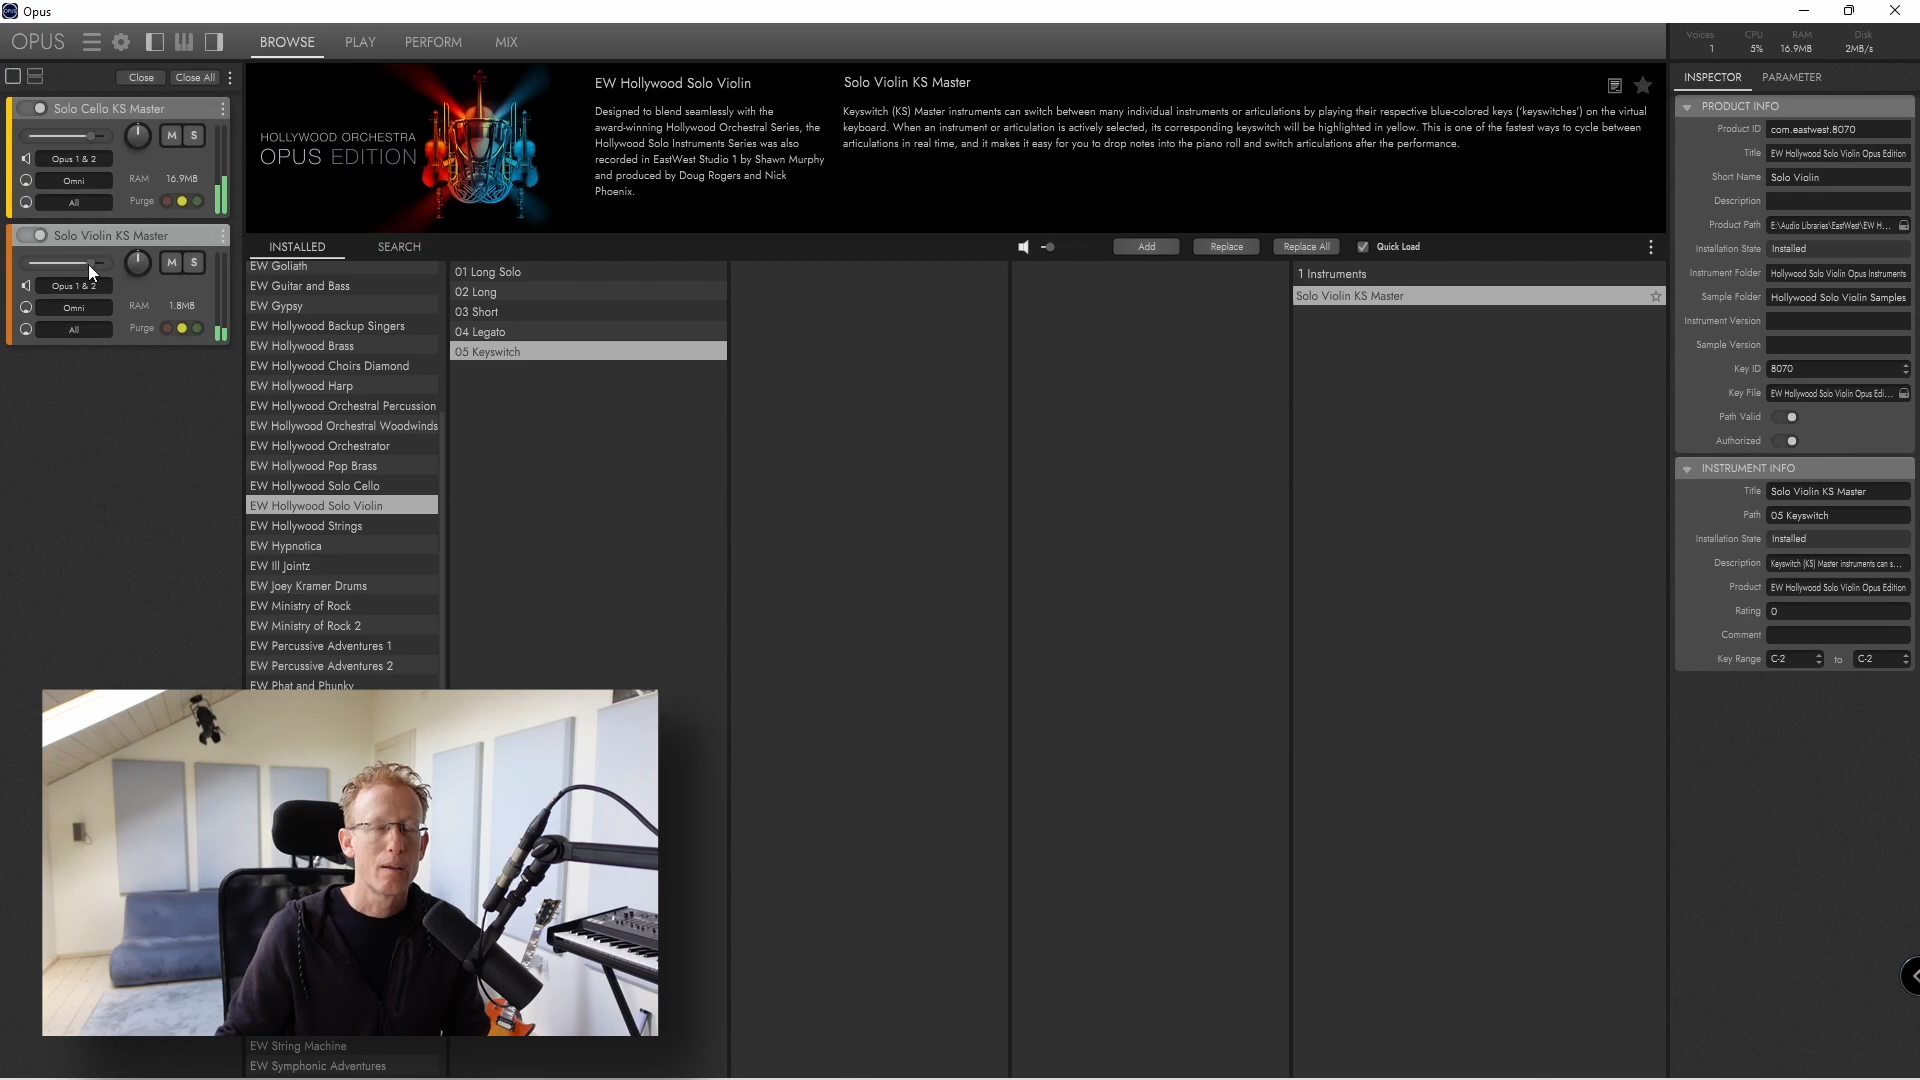 Opus
OPUS
BROWSE
PLAY
PERFORM
MIX
Voices
CPU
RAM
Disk
1
5%
16.9MB
2MB/s
Close
Close All
Solo Cello KS Master
M
S
Opus 1 & 2
Omni
RAM
16.9MB
All
Purge
Solo Violin KS Master
M
S
Opus 1 & 2
Omni
RAM
1.8MB
All
Purge
HOLLYWOOD ORCHESTRA
OPUS EDITION
EW Hollywood Solo Violin
Designed to blend seamlessly with the
award-winning Hollywood Orchestral Series, the
Hollywood Solo Instruments Series was also
recorded in EastWest Studio 1 by Shawn Murphy
and produced by Doug Rogers and Nick
Phoenix.
Solo Violin KS Master
Keyswitch (KS) Master instruments can switch between many individual instruments or articulations by playing their respective blue-colored keys ('keyswitches') on the virtual
keyboard. When an instrument or articulation is actively selected, its corresponding keyswitch will be highlighted in yellow. This is one of the fastest ways to cycle between
articulations in real time, and it makes it easy for you to drop notes into the piano roll and switch articulations after the performance.
INSTALLED
SEARCH
Add
Replace
Replace All
Quick Load
EW Goliath
EW Guitar and Bass
EW Gypsy
EW Hollywood Backup Singers
EW Hollywood Brass
EW Hollywood Choirs Diamond
EW Hollywood Harp
EW Hollywood Orchestral Percussion
EW Hollywood Orchestral Woodwinds
EW Hollywood Orchestrator
EW Hollywood Pop Brass
EW Hollywood Solo Cello
EW Hollywood Solo Violin
EW Hollywood Strings
EW Hypnotica
EW Ill Jointz
EW Joey Kramer Drums
EW Ministry of Rock
EW Ministry of Rock 2
EW Percussive Adventures 1
EW Percussive Adventures 2
EW Phat and Phunky
EW String Machine
EW Symphonic Adventures
01 Long Solo
02 Long
03 Short
04 Legato
05 Keyswitch
1 Instruments
Solo Violin KS Master
INSPECTOR
PARAMETER
PRODUCT INFO
Product ID com.eastwest.8070
Title EW Hollywood Solo Violin Opus Edition
Short Name Solo Violin
Description
Product Path E:\Audio Libraries\EastWest\EW H...
Installation State Installed
Instrument Folder Hollywood Solo Violin Opus Instruments
Sample Folder Hollywood Solo Violin Samples
Instrument Version
Sample Version
Key ID 8070
Key File EW Hollywood Solo Violin Opus Edi...
Path Valid
Authorized
INSTRUMENT INFO
Title Solo Violin KS Master
Path 05 Keyswitch
Installation State Installed
Description Keyswitch (KS) Master instruments can s...
Product EW Hollywood Solo Violin Opus Edition
Rating 0
Comment
Key Range C-2 to C-2